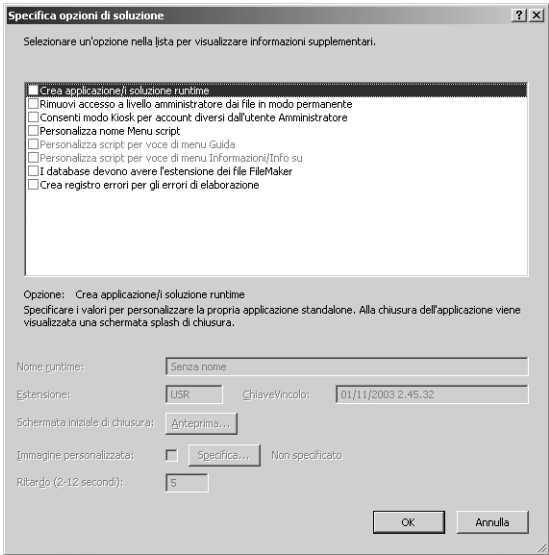 Specifica opzioni di soluzione
Selezionare un'opzione nella lista per visualizzare informazioni supplementari.
Crea applicazione/i soluzione runtime
Rimuovi accesso a livello amministratore dai file in modo permanente
Consenti modo Kiosk per account diversi dall'utente Amministratore
Personalizza nome Menu script
Personalizza script per voce di menu Guida
Personalizza script per voce di menu Informazioni/Info su
I database devono avere l'estensione dei file FileMaker
Crea registro errori per gli errori di elaborazione
Opzione: Crea applicazione/i soluzione runtime
Specificare i valori per personalizzare la propria applicazione standalone. Alla chiusura dell'applicazione viene
visualizzata una schermata splash di chiusura.
Nome runtime: Senza nome
Estensione: USR ChiaveVincolo: 01/11/2003 2.45.32
Schermata iniziale di chiusura: Anteprima...
Immagine personalizzata: Specifica... Non specificato
Ritardo (2-12 secondi): 5
OK Annulla